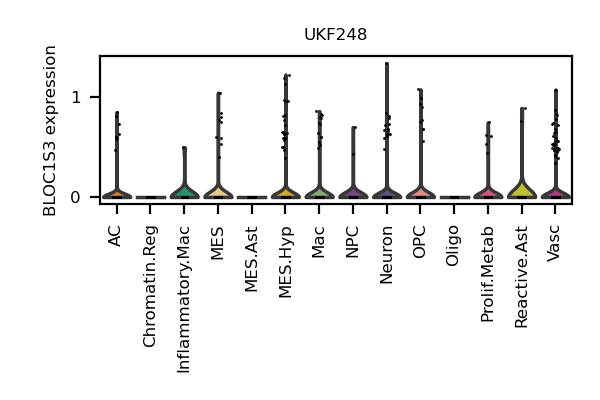 UKF248
BLOC1S3 expression
1
0
AC
Chromatin.Reg
Inflammatory.Mac
MES
MES.Ast
MES.Hyp
Mac
NPC
Neuron
OPC
Oligo
Prolif.Metab
Reactive.Ast
Vasc